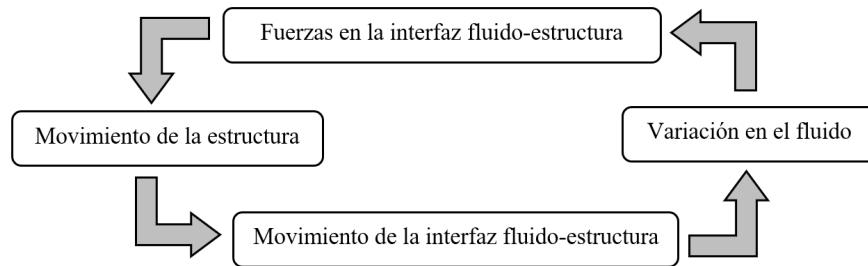 Fuerzas en la interfaz fluido-estructura
Movimiento de la estructura
Variación en el fluido
Movimiento de la interfaz fluido-estructura